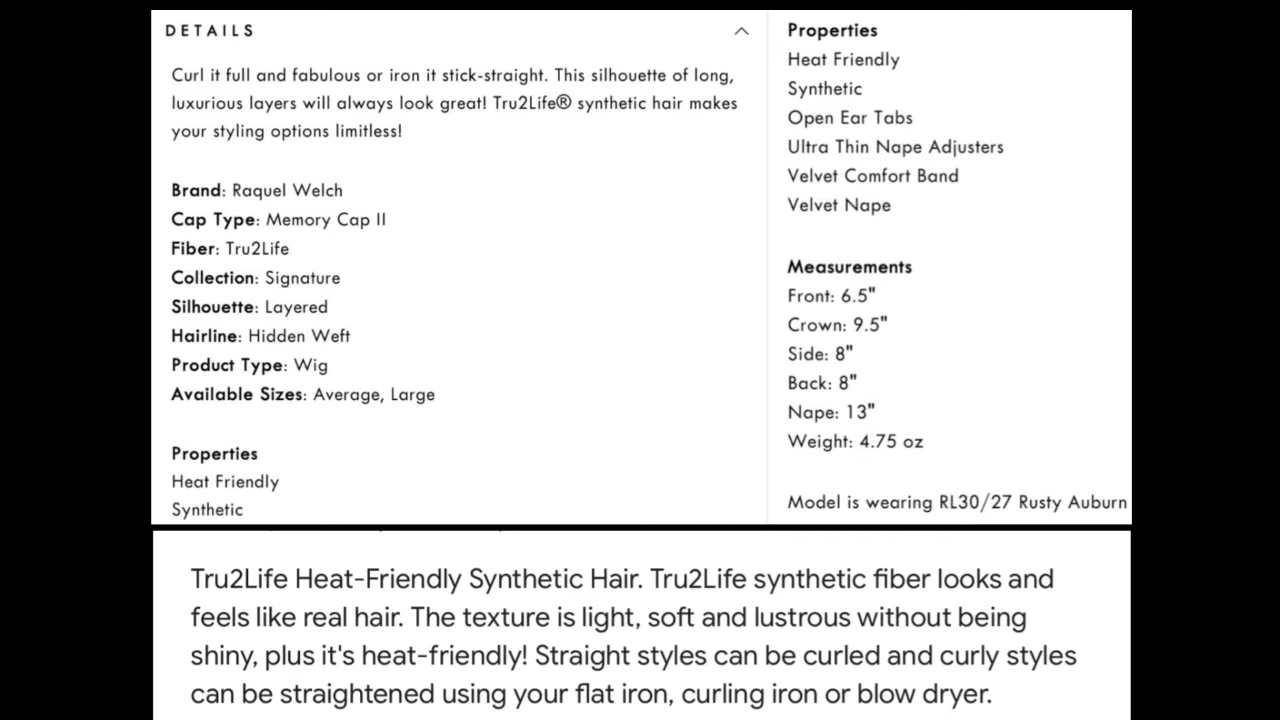 DETAILS
Curl it full and fabulous or iron it stick-straight. This silhouette of long,
luxurious layers will always look great! Tru2Life® synthetic hair makes
your styling options limitless!
Brand: Raquel Welch
Cap Type: Memory Cap II
Fiber: Tru2Life
Collection: Signature
Silhouette: Layered
Hairline: Hidden Weft
Product Type: Wig
Available Sizes: Average, Large
Properties
Heat Friendly
Synthetic
Properties
Heat Friendly
Synthetic
Open Ear Tabs
Ultra Thin Nape Adjusters
Velvet Comfort Band
Velvet Nape
Measurements
Front: 6.5"
Crown: 9.5"
Side: 8"
Back: 8"
Nape: 13"
Weight: 4.75 oz
Model is wearing RL30/27 Rusty Auburn
Tru2Life Heat-Friendly Synthetic Hair. Tru2Life synthetic fiber looks and
feels like real hair. The texture is light, soft and lustrous without being
shiny, plus it's heat-friendly! Straight styles can be curled and curly styles
can be straightened using your flat iron, curling iron or blow dryer.